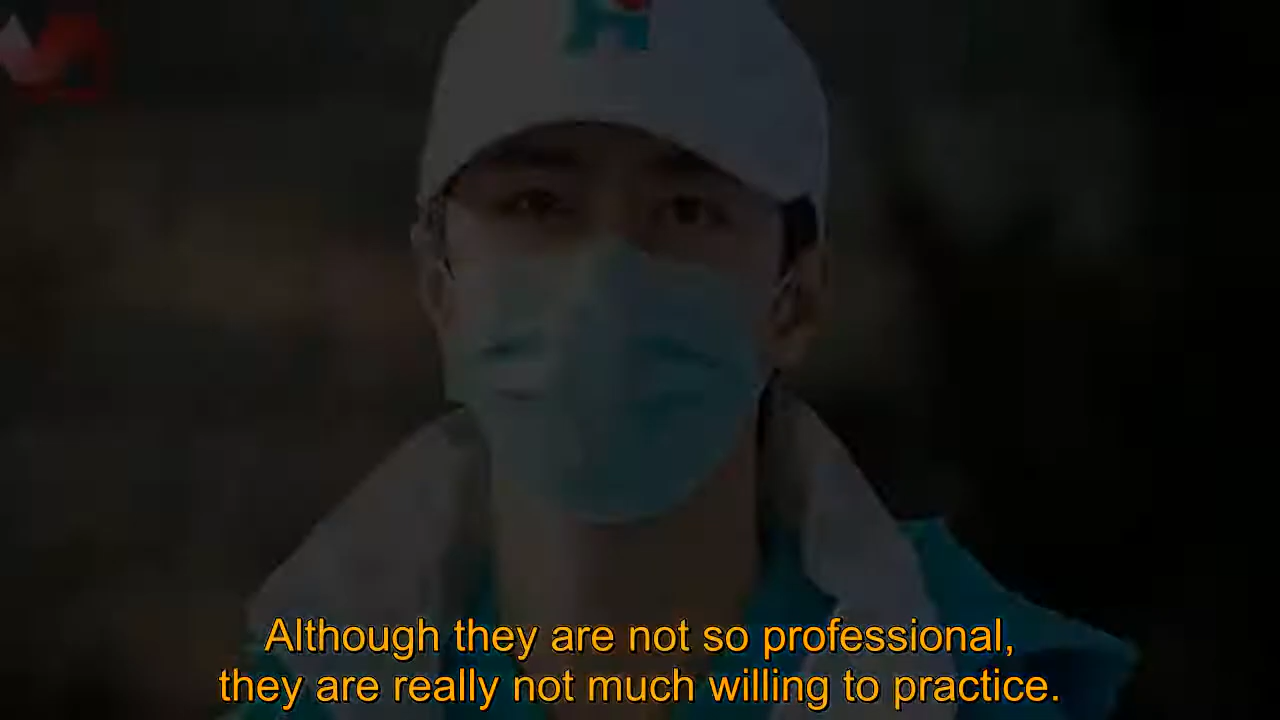 Although they are not so professional,
they are really not much willing to practice.